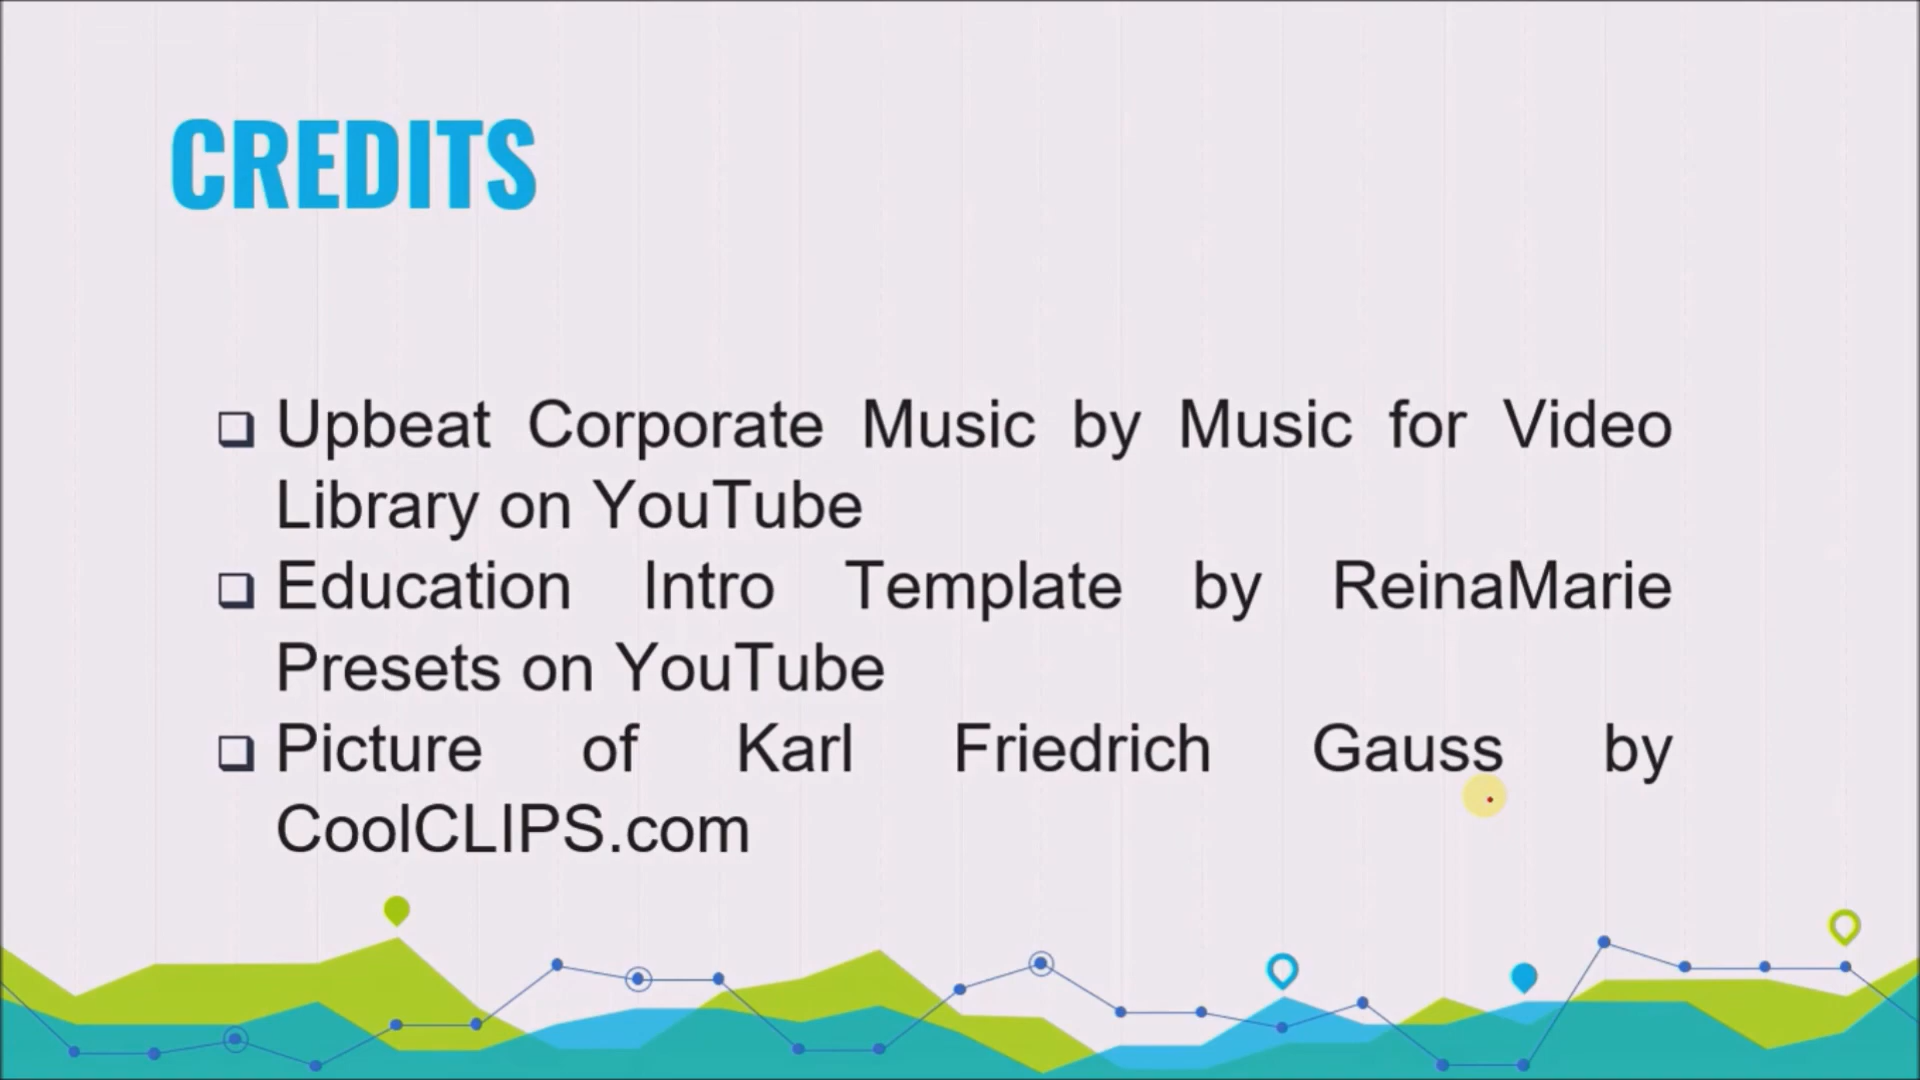 CREDITS
❑ Upbeat Corporate Music by Music for Video
Library on YouTube
❑ Education Intro Template by ReinaMarie
Presets on YouTube
❑ Picture of Karl Friedrich Gauss by
CoolCLIPS.com